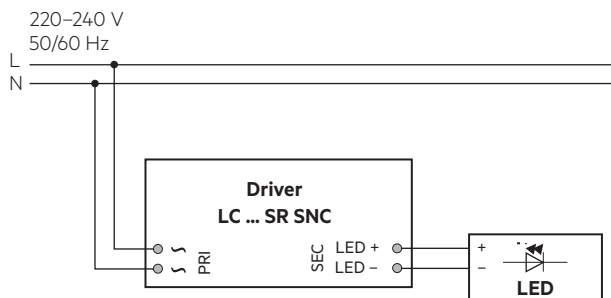 220–240 V
50/60 Hz
L
N
Driver
LC ... SR SNC
~ PRI SEC LED + +
~ LED – –
LED